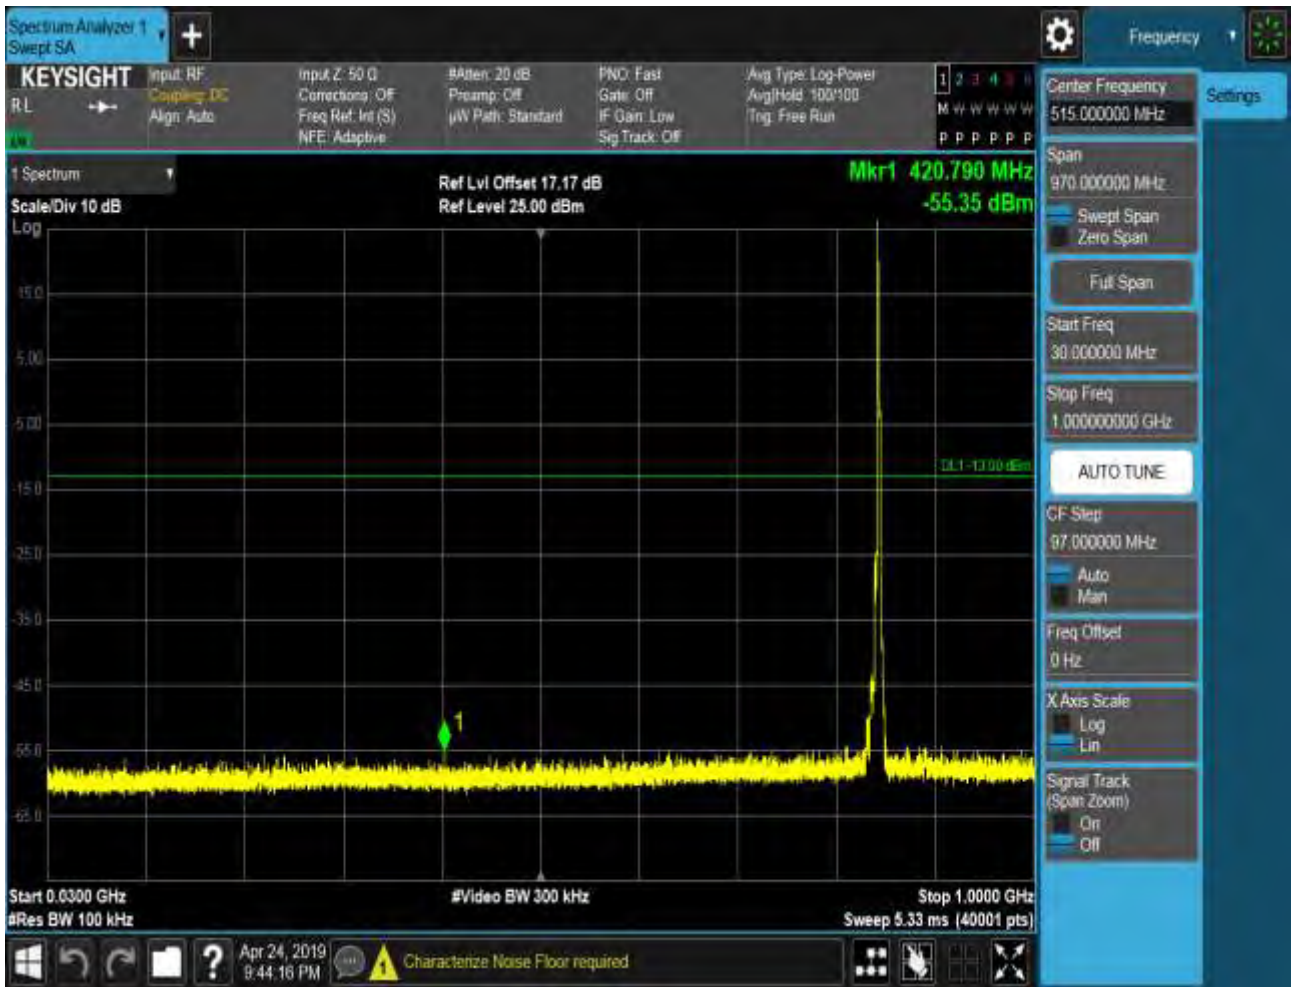 Spectrum Analyzer 1
Swept SA
Frequency
KEYSIGHT
RL
Input: RF
Coupling: DC
Align: Auto
Input Z: 50 Ω
Corrections: Off
Freq Ref: Int (S)
NFE: Adaptive
#Atten: 20 dB
Preamp: Off
µW Path: Standard
PNO: Fast
Gate: Off
IF Gain: Low
Sig Track: Off
Avg Type: Log-Power
Avg|Hold: 100/100
Trig: Free Run
1 2 3 4 5 6
M W W W W W
P P P P P P
Center Frequency
515.000000 MHz
Settings
Span
970.000000 MHz
Swept Span
Zero Span
Full Span
Start Freq
30.000000 MHz
Stop Freq
1.000000000 GHz
AUTO TUNE
CF Step
97.000000 MHz
Auto
Man
Freq Offset
0 Hz
X Axis Scale
Log
Lin
Signal Track
(Span Zoom)
On
Off
1 Spectrum
Scale/Div 10 dB
Log
Ref Lvl Offset 17.17 dB
Ref Level 25.00 dBm
Mkr1 420.790 MHz
-55.35 dBm
15.0
5.00
-5.00
DL1 -13.00 dBm
-15.0
-25.0
-35.0
-45.0
1
-55.0
-65.0
Start 0.0300 GHz
#Res BW 100 kHz
#Video BW 300 kHz
Stop 1.0000 GHz
Sweep 5.33 ms (40001 pts)
Apr 24, 2019
9:44:16 PM
Characterize Noise Floor required